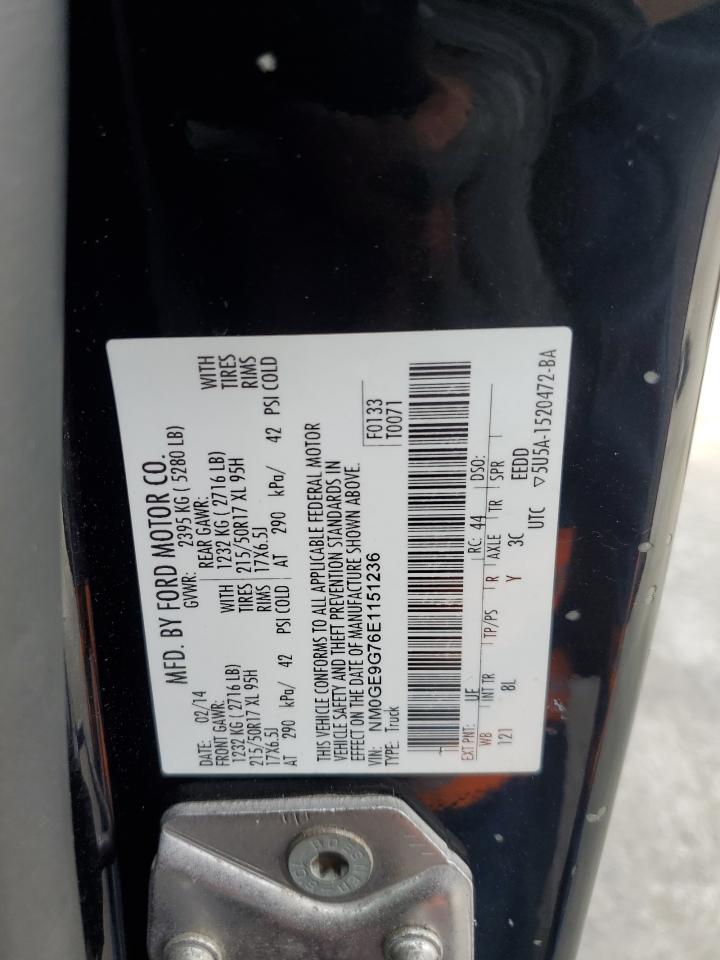 MFD. BY FORD MOTOR CO.
DATE: 02/14 GVWR: 2395 KG ( 5280 LB)
FRONT GAWR: REAR GAWR:
1232 KG ( 2716 LB) WITH 1232 KG ( 2716 LB) WITH
215/50R17 XL 95H TIRES 215/50R17 XL 95H TIRES
17X6.5J RIMS 17X6.5J RIMS
AT 290 kPa/ 42 PSI COLD AT 290 kPa/ 42 PSI COLD
THIS VEHICLE CONFORMS TO ALL APPLICABLE FEDERAL MOTOR
VEHICLE SAFETY AND THEFT PREVENTION STANDARDS IN
EFFECT ON THE DATE OF MANUFACTURE SHOWN ABOVE.
VIN: NM0GE9G76E1151236 F0133
TYPE: Truck T0071
EXT PNT: UF RC: 44 DSO:
WB INT TR TP/PS R AXLE TR SPR
121 8L Y 3C EEDD
UTC ▽5U5A-1520472-BA